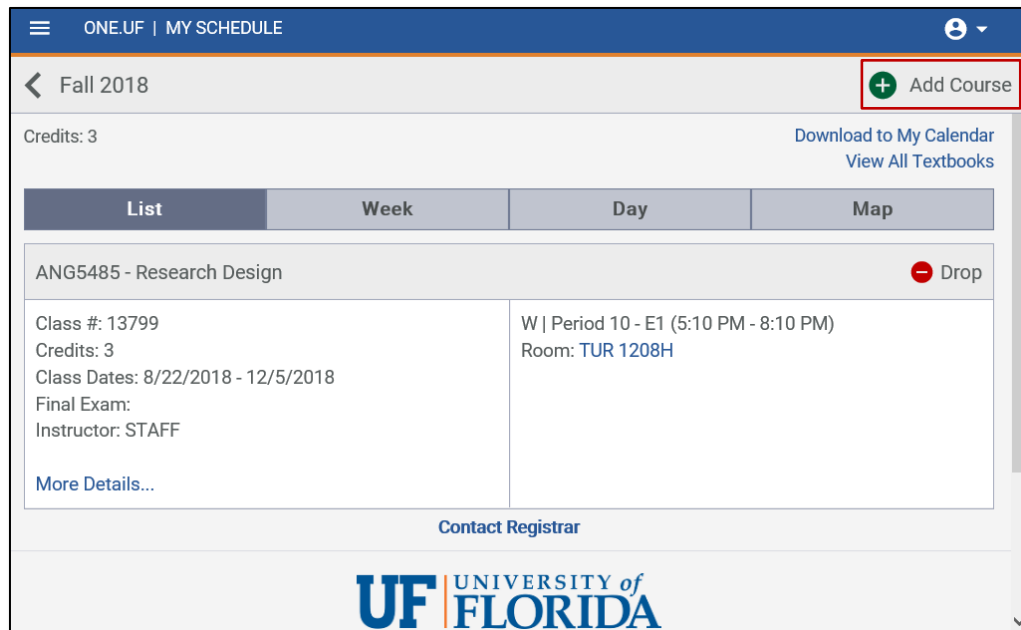 ONE.UF | MY SCHEDULE
Fall 2018
Add Course
Credits: 3
Download to My Calendar
View All Textbooks
List Week Day Map
ANG5485 - Research Design
Drop
Class #: 13799
Credits: 3
Class Dates: 8/22/2018 - 12/5/2018
Final Exam:
Instructor: STAFF
More Details...
W | Period 10 - E1 (5:10 PM - 8:10 PM)
Room: TUR 1208H
Contact Registrar
UF UNIVERSITY of
FLORIDA